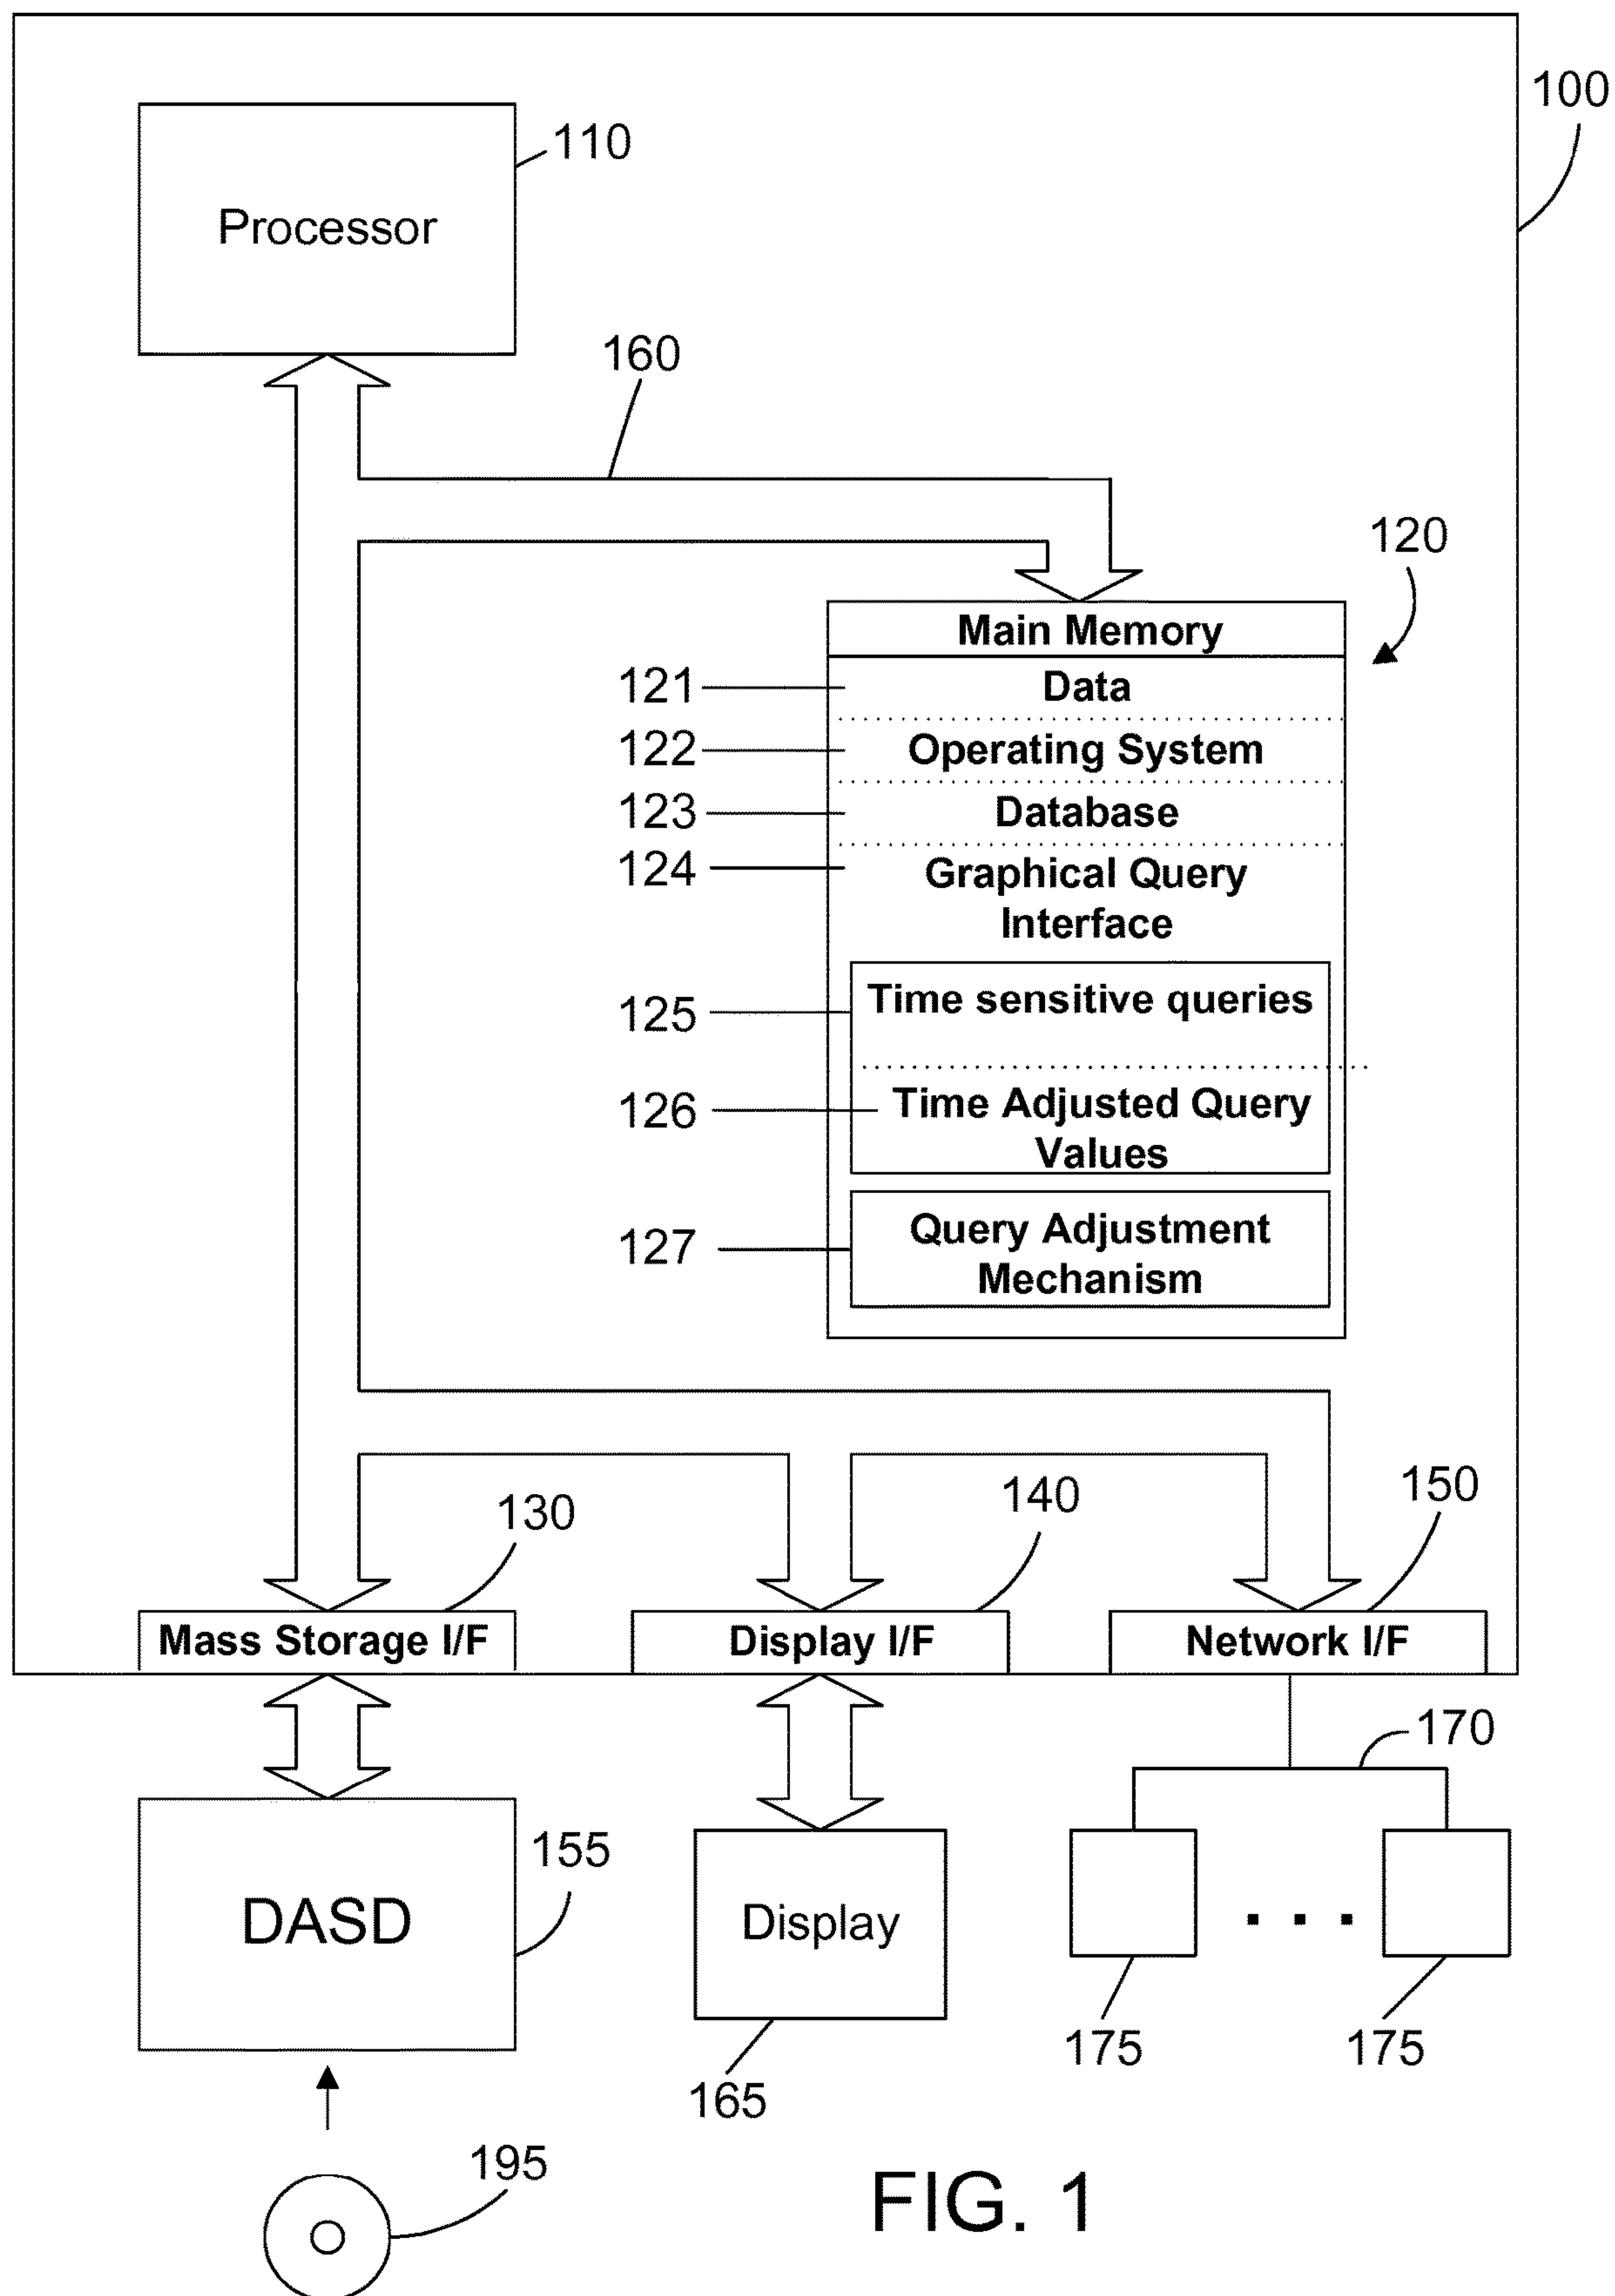 100
110
Processor
160
120
Main Memory
121
Data
122
Operating System
123
Database
124
Graphical Query
Interface
125
Time sensitive queries
126
Time Adjusted Query
Values
127
Query Adjustment
Mechanism
130
140
150
Mass Storage I/F
Display I/F
Network I/F
170
155
DASD
Display
165
175
. . .
175
195
FIG. 1